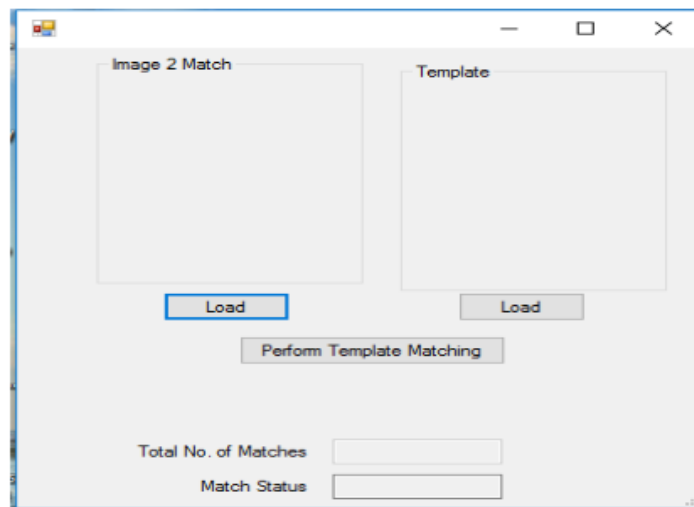 Image 2 Match
Template
Load
Load
Perform Template Matching
Total No. of Matches
Match Status